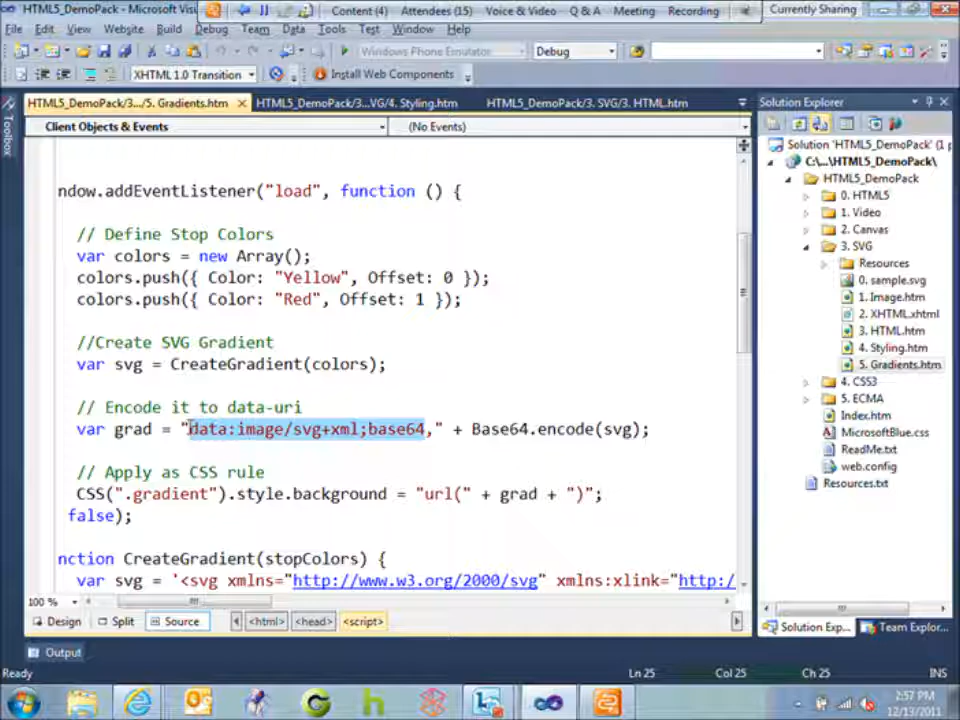 HTML5_DemoPack - Microsoft Visu
Content (4) Attendees (15) Voice & Video Q & A Meeting Recording
Currently Sharing
File Edit View Website Build Debug Team Data Tools Test Window Help
Windows Phone Emulator Debug
XHTML 1.0 Transition Install Web Components
HTML5_DemoPack/3.../5. Gradients.htm HTML5_DemoPack/3...VG/4. Styling.htm HTML5_DemoPack/3. SVG/3. HTML.htm
Client Objects & Events (No Events)
Toolbox
ndow.addEventListener("load", function () {
// Define Stop Colors
var colors = new Array();
colors.push({ Color: "Yellow", Offset: 0 });
colors.push({ Color: "Red", Offset: 1 });
//Create SVG Gradient
var svg = CreateGradient(colors);
// Encode it to data-uri
var grad = "data:image/svg+xml;base64," + Base64.encode(svg);
// Apply as CSS rule
CSS(".gradient").style.background = "url(" + grad + ")";
false);
nction CreateGradient(stopColors) {
var svg = '<svg xmlns="http://www.w3.org/2000/svg" xmlns:xlink="http:/
100 %
Design Split Source <html> <head> <script>
Solution Explorer
Solution 'HTML5_DemoPack' (1 p
C:\...\HTML5_DemoPack\
HTML5_DemoPack
0. HTML5
1. Video
2. Canvas
3. SVG
Resources
0. sample.svg
1. Image.htm
2. XHTML.xhtml
3. HTML.htm
4. Styling.htm
5. Gradients.htm
4. CSS3
5. ECMA
Index.htm
MicrosoftBlue.css
ReadMe.txt
web.config
Resources.txt
Solution Exp... Team Explor...
Output
Ready Ln 25 Col 25 Ch 25 INS
2:57 PM
12/13/2011